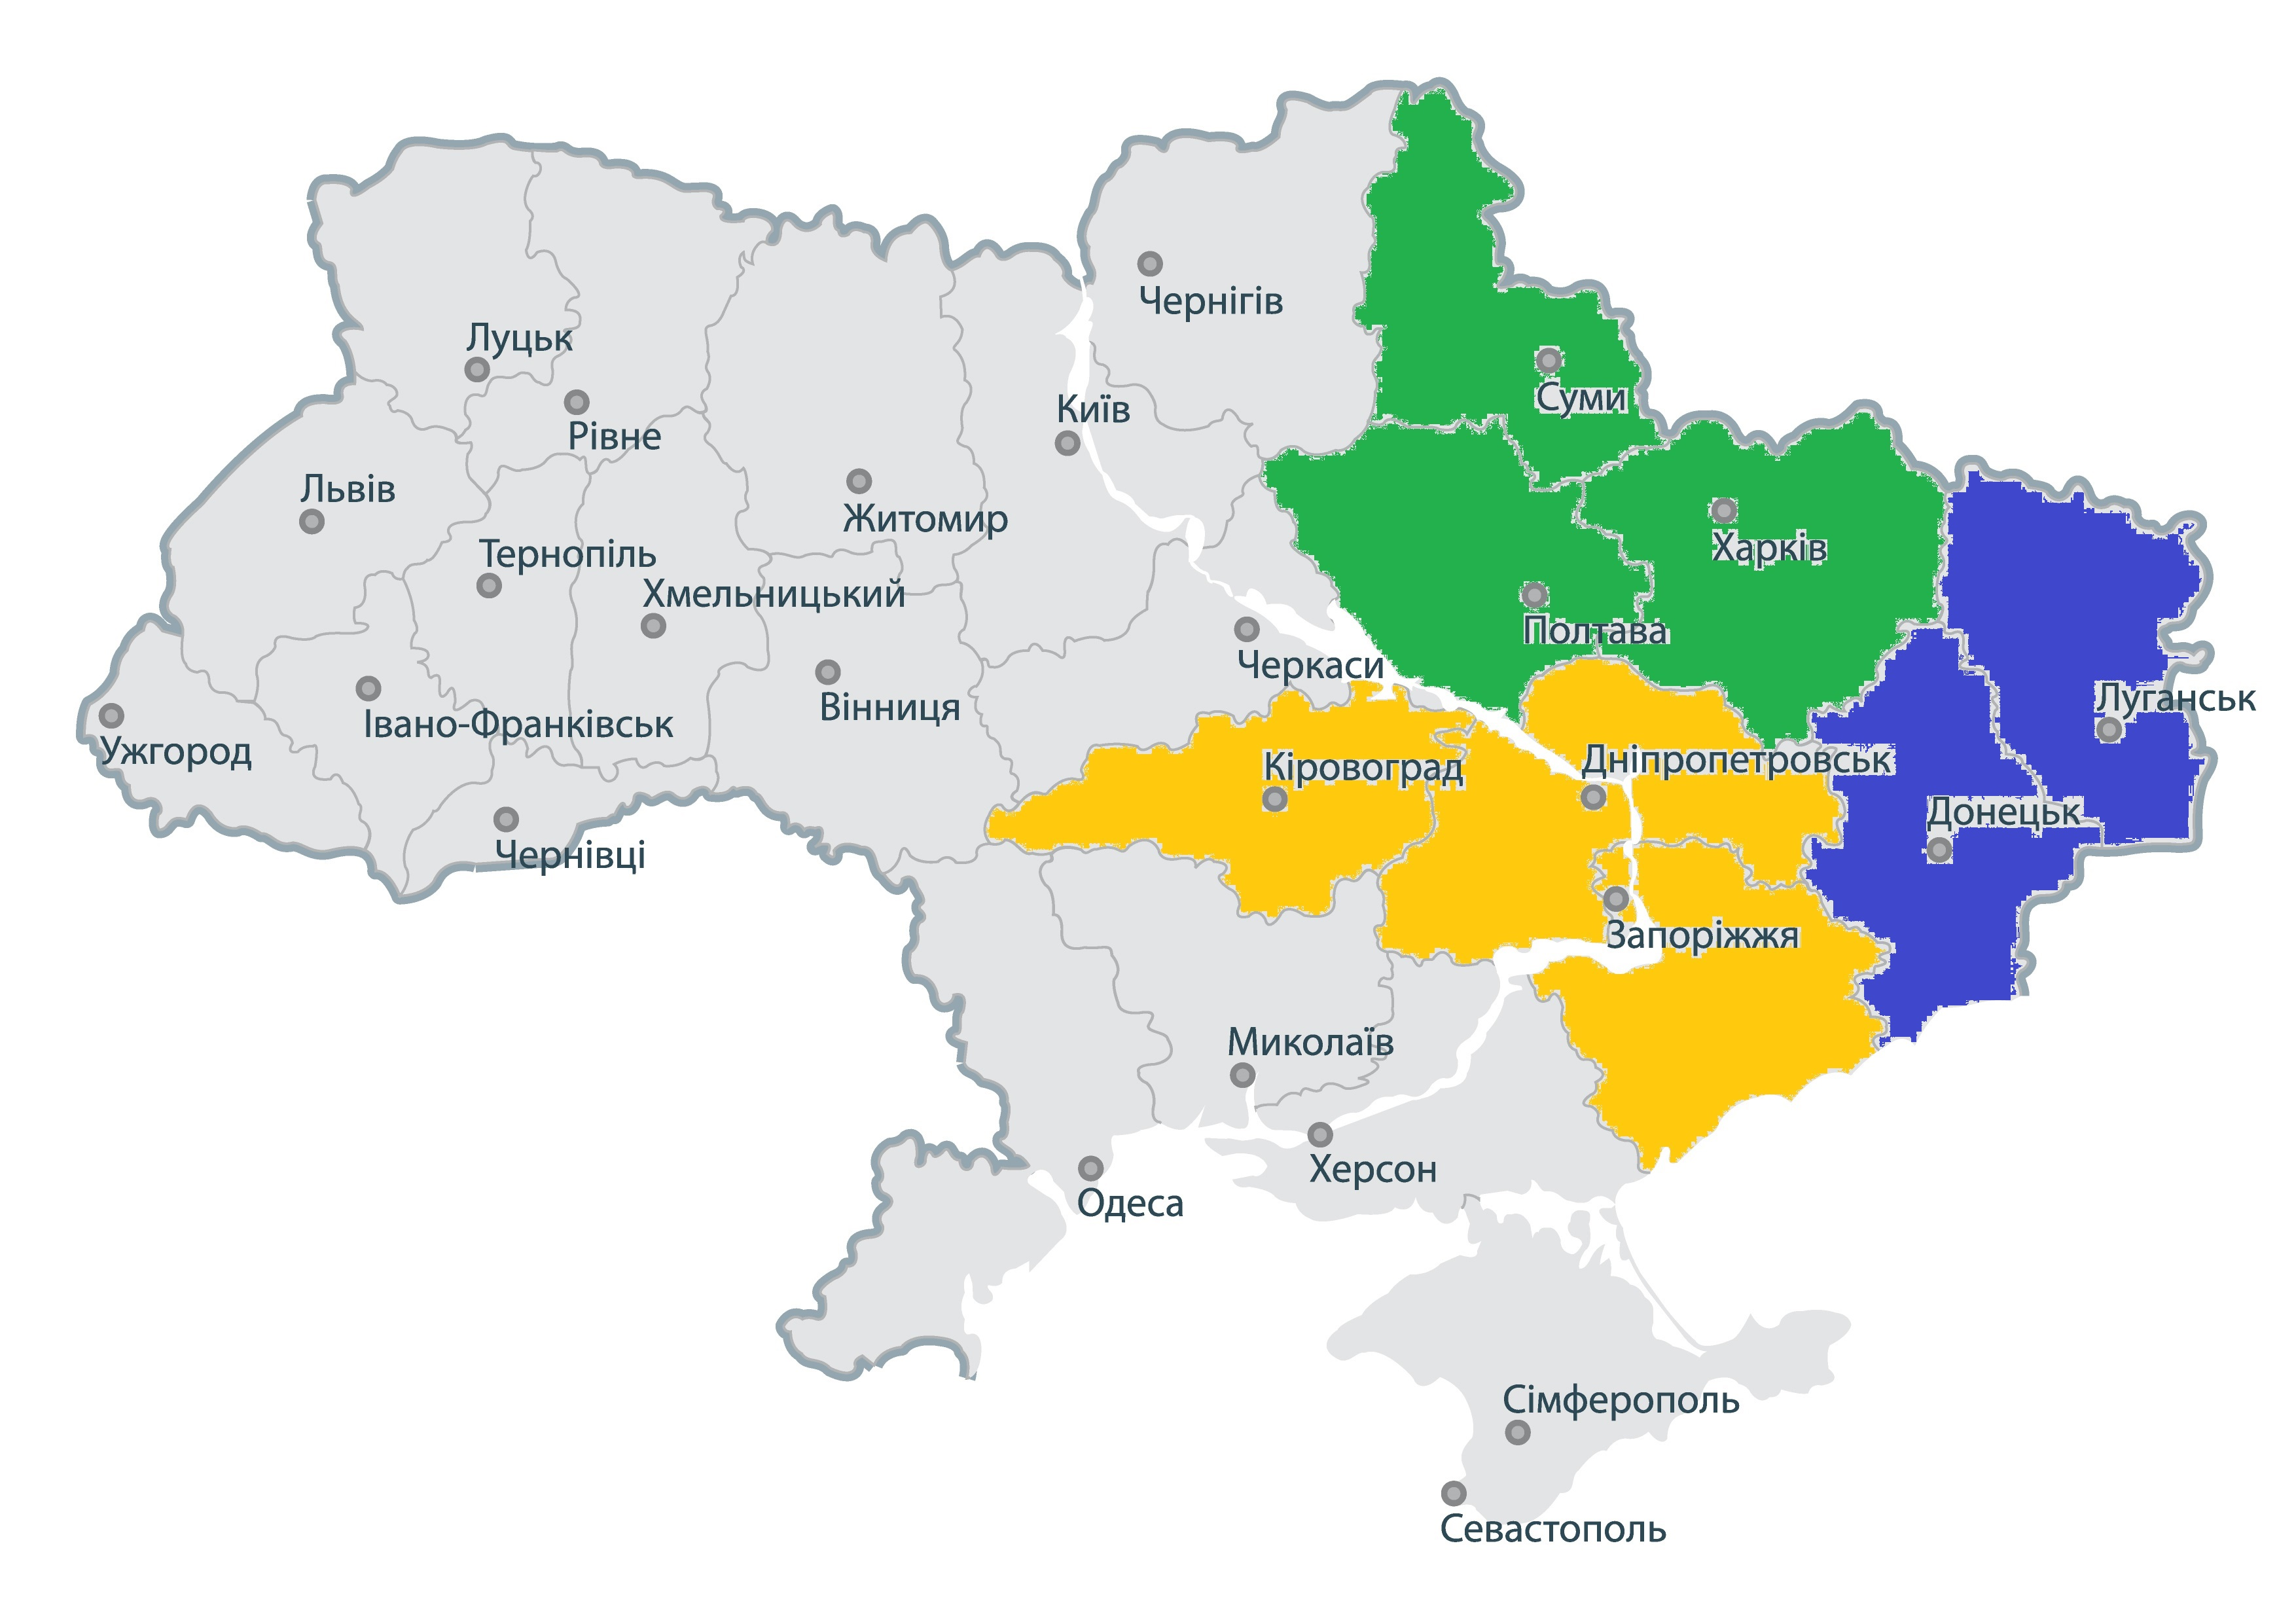 Чернігів
Луцьк
Суми
Київ
Рівне
Львів
Житомир
Харків
Тернопіль
Хмельницький
Полтава
Черкаси
Луганськ
Вінниця
Івано-Франківськ
Ужгород
Дніпропетровськ
Кіровоград
Донецьк
Чернівці
Запоріжжя
Миколаїв
Херсон
Одеса
Сімферополь
Севастополь